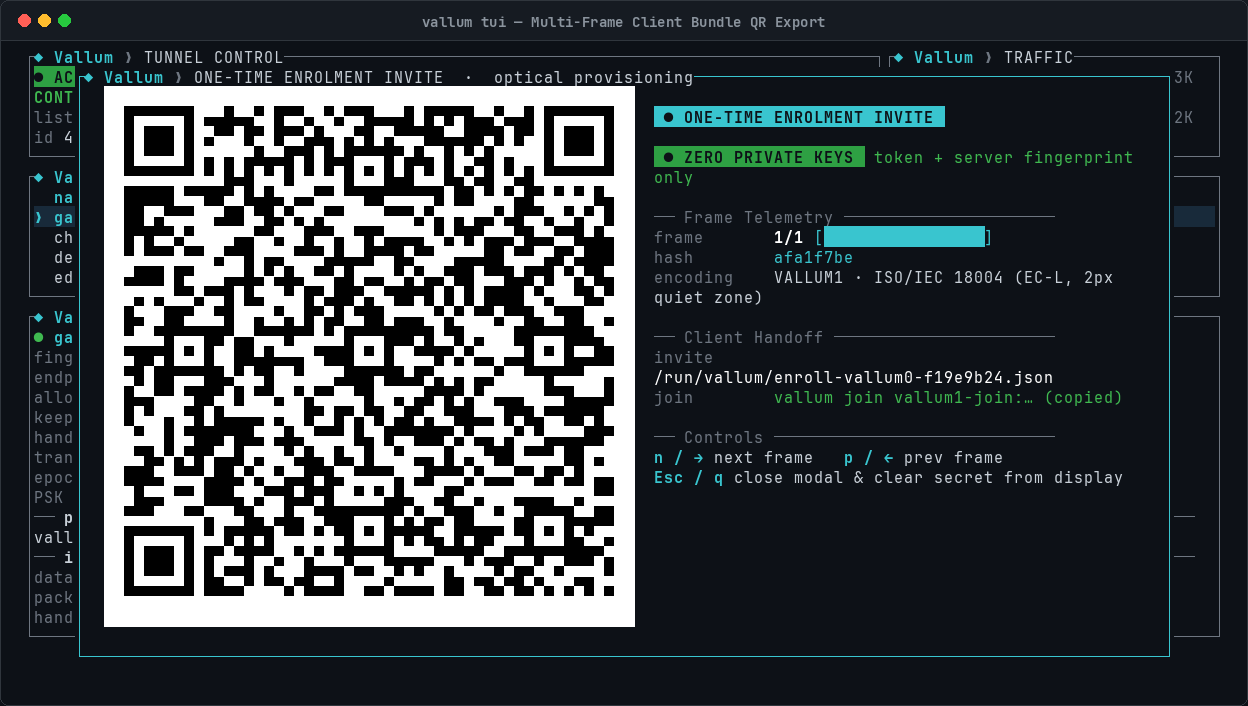 vallum tui — Multi-Frame Client Bundle QR Export
◆ Vallum ⟫ TUNNEL CONTROL
◆ Vallum ⟫ TRAFFIC
● AC
◆ Vallum ⟫ ONE-TIME ENROLMENT INVITE · optical provisioning
3K
CONT
● ONE-TIME ENROLMENT INVITE
list
2K
id 4
● ZERO PRIVATE KEYS token + server fingerprint
only
◆ Va
na
⟫ ga
ch
de
ed
── Frame Telemetry ──
frame 1/1 [████████████████]
hash afa1f7be
encoding VALLUM1 · ISO/IEC 18004 (EC-L, 2px
quiet zone)
◆ Va
● ga
fing
endp
allo
keep
hand
tran
epoc
PSK
── p
vall
── i
data
pack
hand
── Client Handoff ──
invite
/run/vallum/enroll-vallum0-f19e9b24.json
join vallum join vallum1-join:… (copied)
── Controls ──
n / → next frame p / ← prev frame
Esc / q close modal & clear secret from display